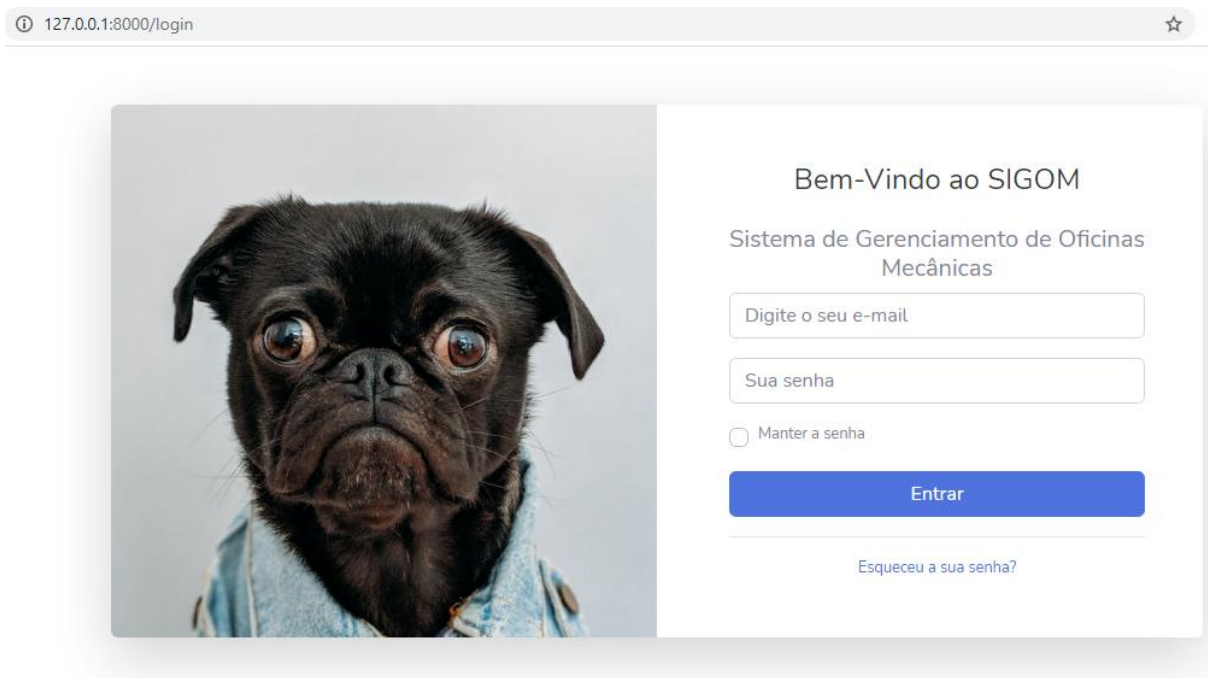 127.0.0.1:8000/login
Bem-Vindo ao SIGOM
Sistema de Gerenciamento de Oficinas
Mecânicas
Digite o seu e-mail
Sua senha
Manter a senha
Entrar
Esqueceu a sua senha?